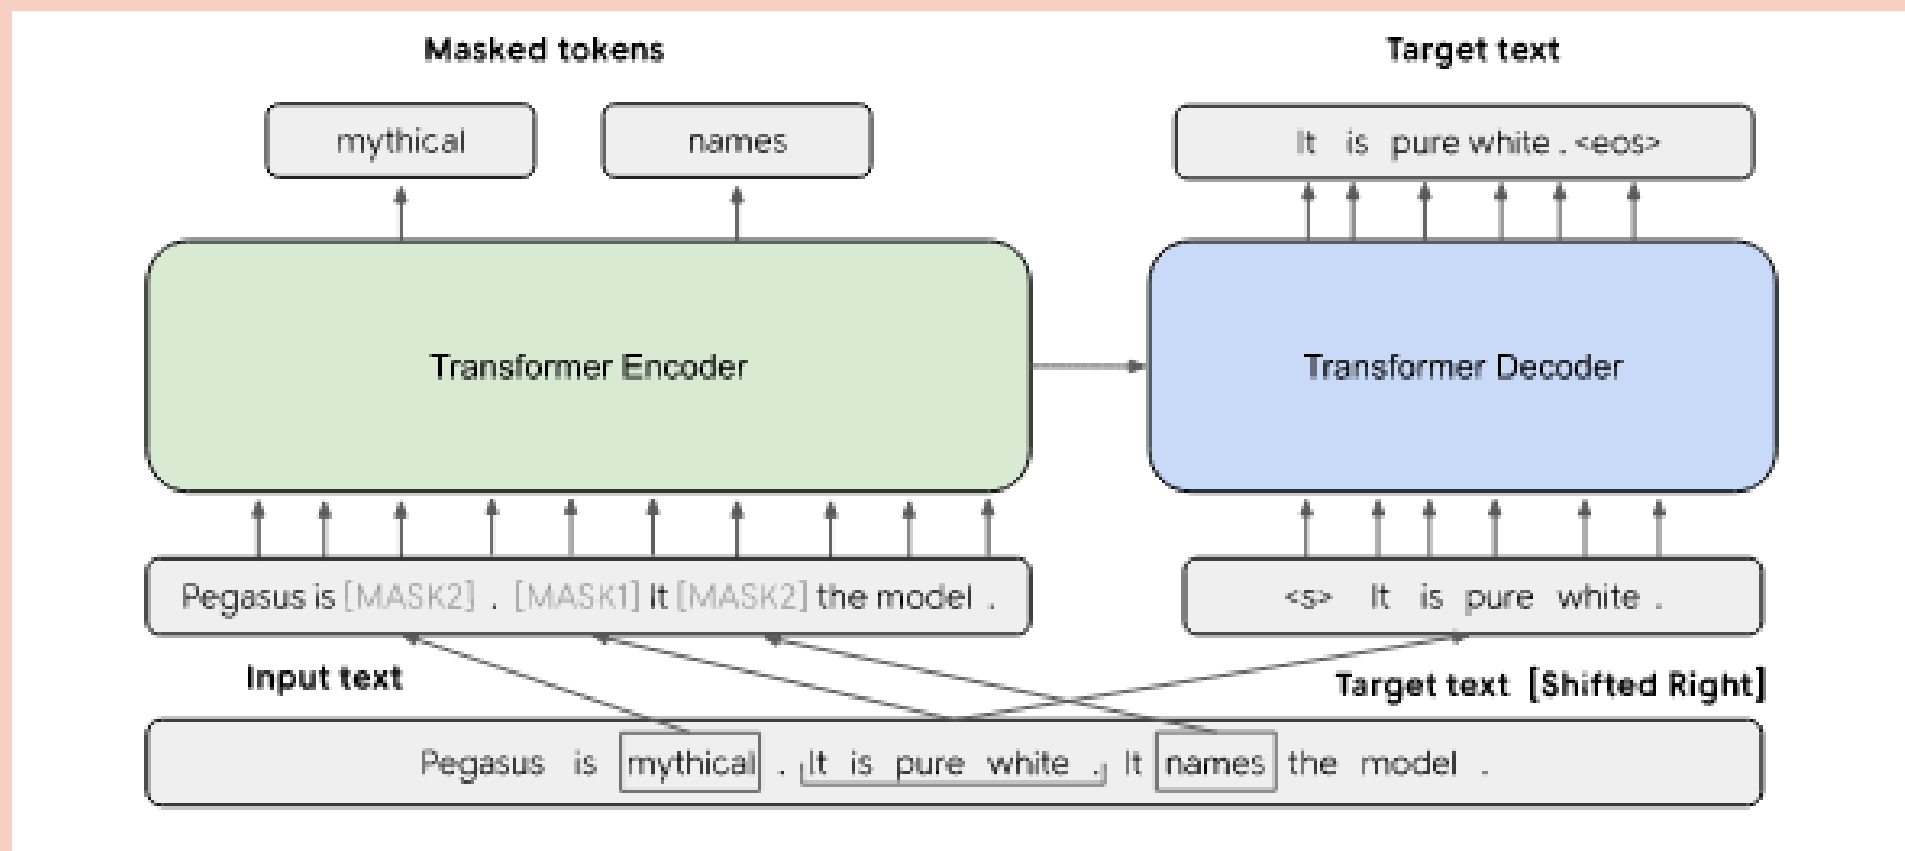 Masked tokens
Target text
mythical
names
It is pure white . <eos>
Transformer Encoder
Transformer Decoder
Pegasus is [MASK2] . [MASK1] It [MASK2] the model .
<s> It is pure white .
Input text
Target text [Shifted Right]
Pegasus is mythical . It is pure white . It names the model .